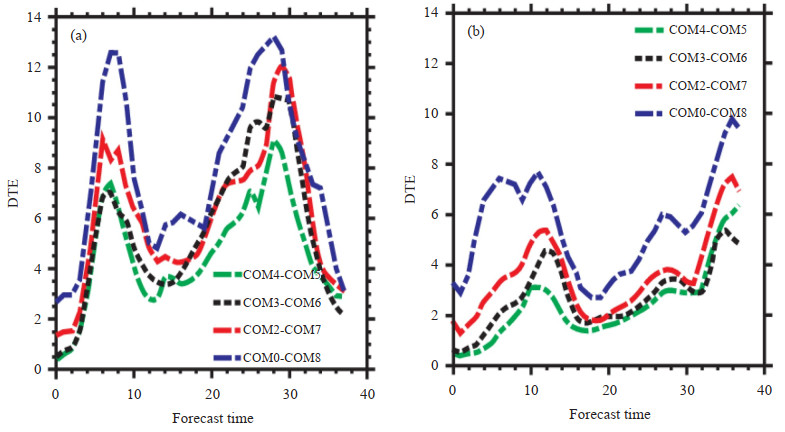 (a)
14
12
10
8
6
4
2
0
DTE
0
10
20
30
40
Forecast time
COM4-COM5
COM3-COM6
COM2-COM7
COM0-COM8
(b)
14
12
10
8
6
4
2
0
DTE
0
10
20
30
40
Forecast time
COM4-COM5
COM3-COM6
COM2-COM7
COM0-COM8